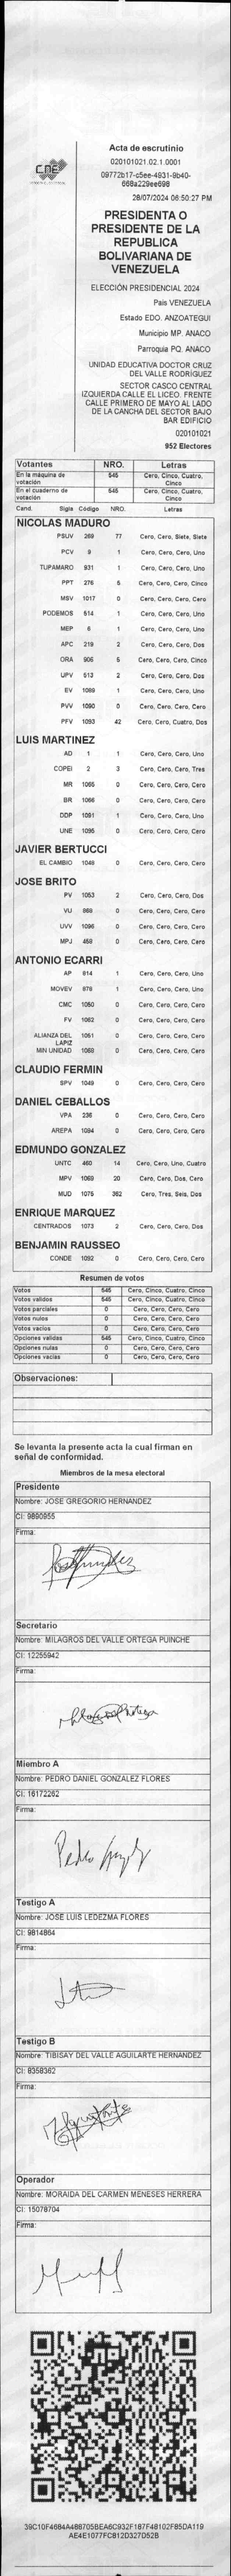 CNE
Acta de escrutinio
020101021.02.1.0001
09772b17-c5ee-4931-9b40-
668a229ee698
28/07/2024 06:50:27 PM
PRESIDENTA O
PRESIDENTE DE LA
REPUBLICA
BOLIVARIANA DE
VENEZUELA
ELECCIÓN PRESIDENCIAL 2024
Pais VENEZUELA
Estado EDO. ANZOATEGUI
Municipio MP. ANACO
Parroquia PQ. ANACO
UNIDAD EDUCATIVA DOCTOR CRUZ
DEL VALLE RODRÍGUEZ
SECTOR CASCO CENTRAL
IZQUIERDA CALLE EL LICEO. FRENTE
CALLE PRIMERO DE MAYO AL LADO
DE LA CANCHA DEL SECTOR BAJO
BAR EDIFICIO
020101021
952 Electores
Votantes NRO. Letras
En la máquina de votación 545 Cero, Cinco, Cuatro, Cinco
En el cuaderno de votación 545 Cero, Cinco, Cuatro, Cinco
Cand. Sigla Código NRO. Letras
NICOLAS MADURO
PSUV 269 77 Cero, Cero, Siete, Siete
PCV 9 1 Cero, Cero, Cero, Uno
TUPAMARO 931 1 Cero, Cero, Cero, Uno
PPT 276 5 Cero, Cero, Cero, Cinco
MSV 1017 0 Cero, Cero, Cero, Cero
PODEMOS 514 1 Cero, Cero, Cero, Uno
MEP 6 1 Cero, Cero, Cero, Uno
APC 219 2 Cero, Cero, Cero, Dos
ORA 906 5 Cero, Cero, Cero, Cinco
UPV 513 2 Cero, Cero, Cero, Dos
EV 1089 1 Cero, Cero, Cero, Uno
PVV 1090 0 Cero, Cero, Cero, Cero
PFV 1093 42 Cero, Cero, Cuatro, Dos
LUIS MARTINEZ
AD 1 1 Cero, Cero, Cero, Uno
COPEI 2 3 Cero, Cero, Cero, Tres
MR 1065 0 Cero, Cero, Cero, Cero
BR 1066 0 Cero, Cero, Cero, Cero
DDP 1091 1 Cero, Cero, Cero, Uno
UNE 1095 0 Cero, Cero, Cero, Cero
JAVIER BERTUCCI
EL CAMBIO 1048 0 Cero, Cero, Cero, Cero
JOSE BRITO
PV 1053 2 Cero, Cero, Cero, Dos
VU 869 0 Cero, Cero, Cero, Cero
UVV 1096 0 Cero, Cero, Cero, Cero
MPJ 458 0 Cero, Cero, Cero, Cero
ANTONIO ECARRI
AP 914 1 Cero, Cero, Cero, Uno
MOVEV 979 1 Cero, Cero, Cero, Uno
CMC 1050 0 Cero, Cero, Cero, Cero
FV 1062 0 Cero, Cero, Cero, Cero
ALIANZA DEL LAPIZ 1051 0 Cero, Cero, Cero, Cero
MIN UNIDAD 1068 0 Cero, Cero, Cero, Cero
CLAUDIO FERMIN
SPV 1049 0 Cero, Cero, Cero, Cero
DANIEL CEBALLOS
VPA 236 0 Cero, Cero, Cero, Cero
AREPA 1094 0 Cero, Cero, Cero, Cero
EDMUNDO GONZALEZ
UNTC 460 14 Cero, Cero, Uno, Cuatro
MPV 1069 20 Cero, Cero, Dos, Cero
MUD 1075 362 Cero, Tres, Seis, Dos
ENRIQUE MARQUEZ
CENTRADOS 1073 2 Cero, Cero, Cero, Dos
BENJAMIN RAUSSEO
CONDE 1092 0 Cero, Cero, Cero, Cero
Resumen de votos
Votos 545 Cero, Cinco, Cuatro, Cinco
Votos validos 545 Cero, Cinco, Cuatro, Cinco
Votos parciales 0 Cero, Cero, Cero, Cero
Votos nulos 0 Cero, Cero, Cero, Cero
Votos vacios 0 Cero, Cero, Cero, Cero
Opciones validas 545 Cero, Cinco, Cuatro, Cinco
Opciones nulas 0 Cero, Cero, Cero, Cero
Opciones vacias 0 Cero, Cero, Cero, Cero
Observaciones:
Se levanta la presente acta la cual firman en
señal de conformidad.
Miembros de la mesa electoral
Presidente
Nombre: JOSE GREGORIO HERNANDEZ
CI: 9890955
Firma:
Secretario
Nombre: MILAGROS DEL VALLE ORTEGA PUINCHE
CI: 12255942
Firma:
Miembro A
Nombre: PEDRO DANIEL GONZALEZ FLORES
CI: 16172262
Firma:
Testigo A
Nombre: JOSE LUIS LEDEZMA FLORES
CI: 9814864
Firma:
Testigo B
Nombre: TIBISAY DEL VALLE AGUILARTE HERNANDEZ
CI: 8358362
Firma:
Operador
Nombre: MORAIDA DEL CARMEN MENESES HERRERA
CI: 15078704
Firma:
39C10F4684A488705BEA6C932F187F48102F85DA119
AE4E1077FC812D327D52B